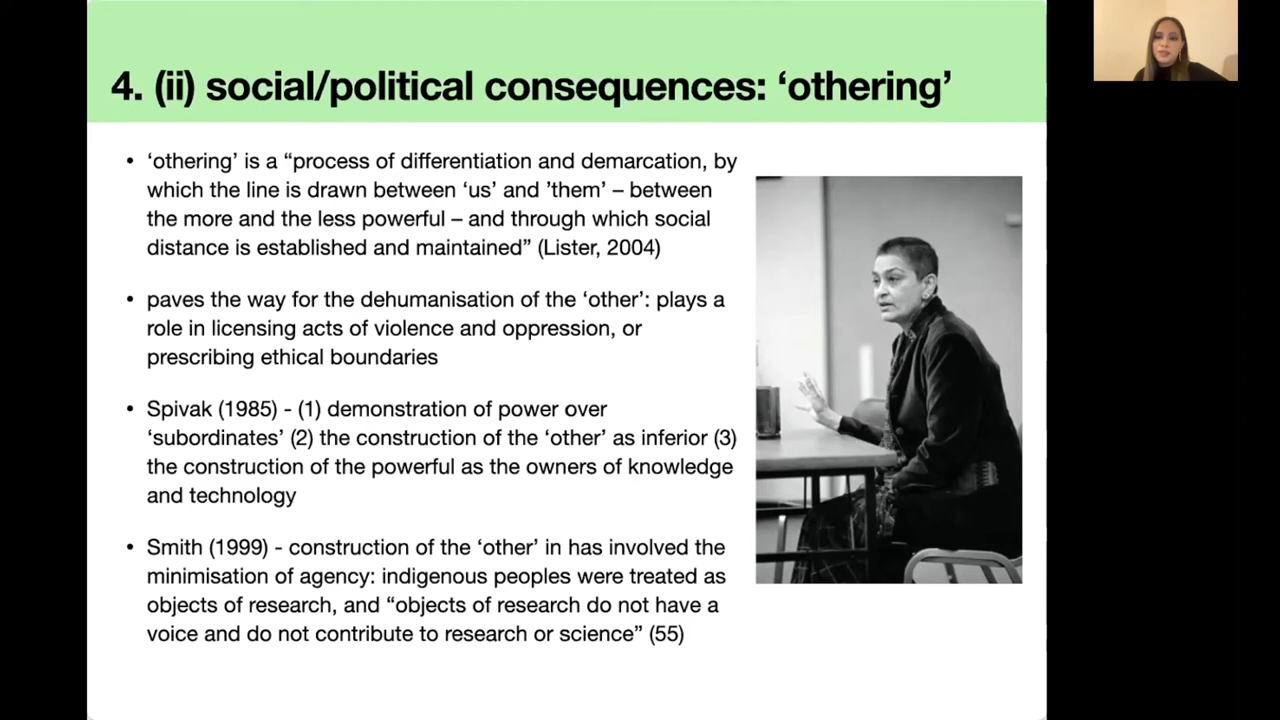 4. (ii) social/political consequences: ‘othering’
• ‘othering’ is a “process of differentiation and demarcation, by
which the line is drawn between ‘us’ and ’them’ – between
the more and the less powerful – and through which social
distance is established and maintained” (Lister, 2004)
• paves the way for the dehumanisation of the ‘other’: plays a
role in licensing acts of violence and oppression, or
prescribing ethical boundaries
• Spivak (1985) - (1) demonstration of power over
‘subordinates’ (2) the construction of the ‘other’ as inferior (3)
the construction of the powerful as the owners of knowledge
and technology
• Smith (1999) - construction of the ‘other’ in has involved the
minimisation of agency: indigenous peoples were treated as
objects of research, and “objects of research do not have a
voice and do not contribute to research or science” (55)